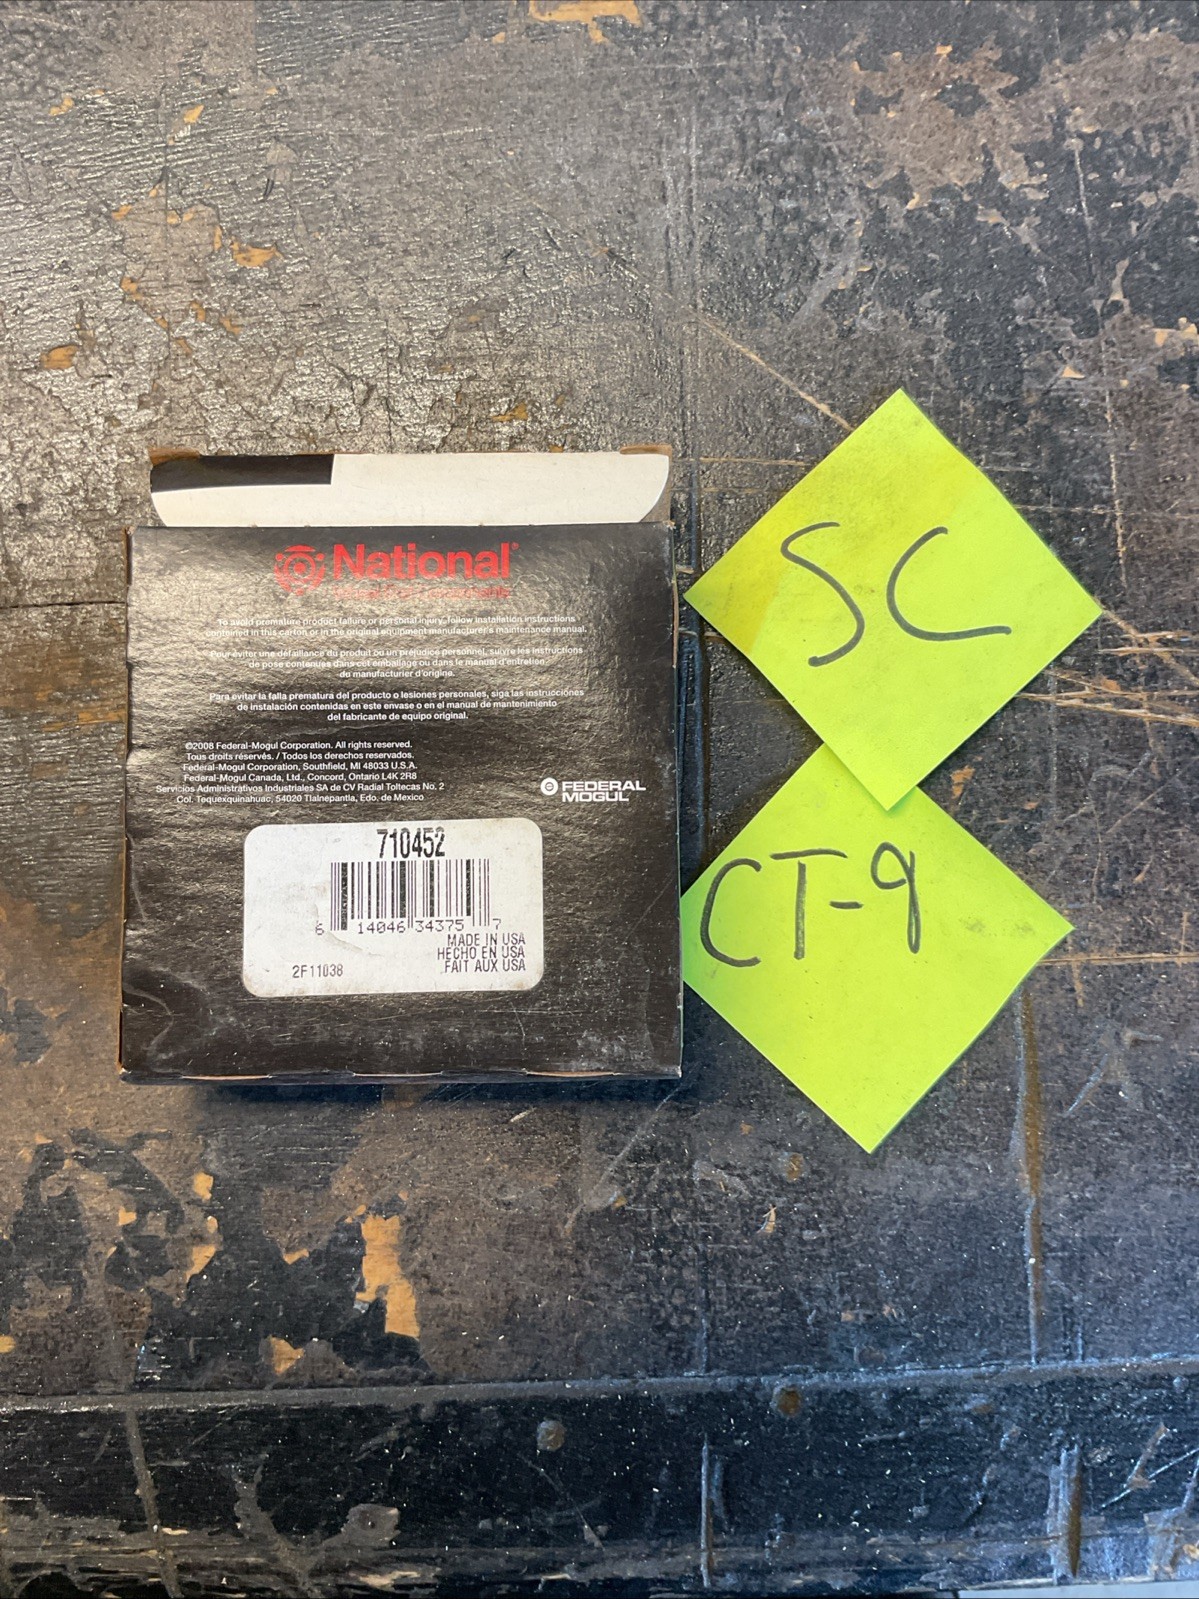 National®
To avoid premature product failure or personal injury, follow installation instructions
contained in this carton or in the original equipment manufacturer's maintenance manual.
Pour éviter une défaillance du produit ou un préjudice personnel, suivre les instructions
de pose contenues dans cet emballage ou dans le manuel d'entretien
du manufacturier d'origine.
Para evitar la falla prematura del producto o lesiones personales, siga las instrucciones
de instalación contenidas en este envase o en el manual de mantenimiento
del fabricante de equipo original.
©2008 Federal-Mogul Corporation. All rights reserved.
Tous droits réservés. / Todos los derechos reservados.
Federal-Mogul Corporation, Southfield, MI 48033 U.S.A.
Federal-Mogul Canada, Ltd., Concord, Ontario L4K 2R8
Servicios Administrativos Industriales SA de CV Radial Toltecas No. 2
Col. Tequexquinahuac, 54020 Tlalnepantla, Edo. de Mexico
FEDERAL
MOGUL
710452
6 14046 34375 7
MADE IN USA
HECHO EN USA
FAIT AUX USA
2F11038
SC
CT-9